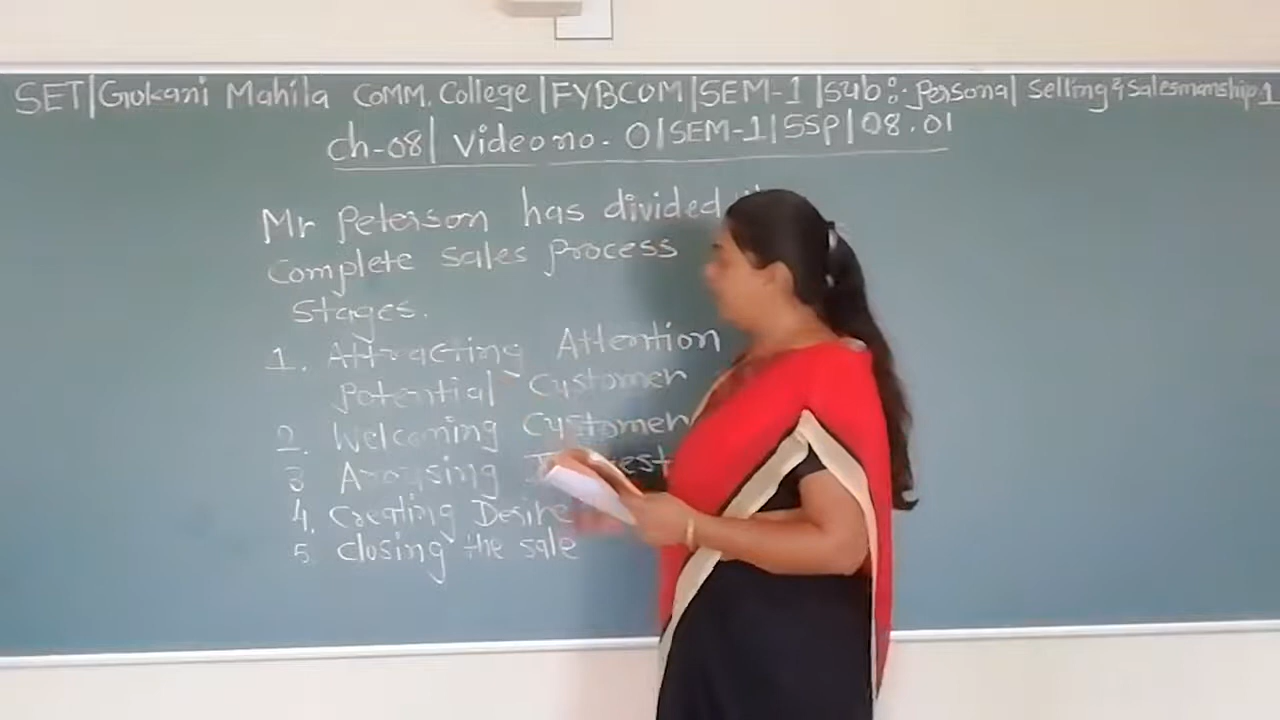 SET|Gokani Mahila Comm. College|FYBCOM|SEM-1|Sub:. Personal Selling & Salesmanship 1
ch-08| Video no. 0|SEM-1|SSP|08.01
Mr Peterson has divided
Complete Sales process
Stages.
1. Attracting Attention
Potential Customer
2. Welcoming Customer
3 Arousing
4. Creating Desire
5 closing the sale